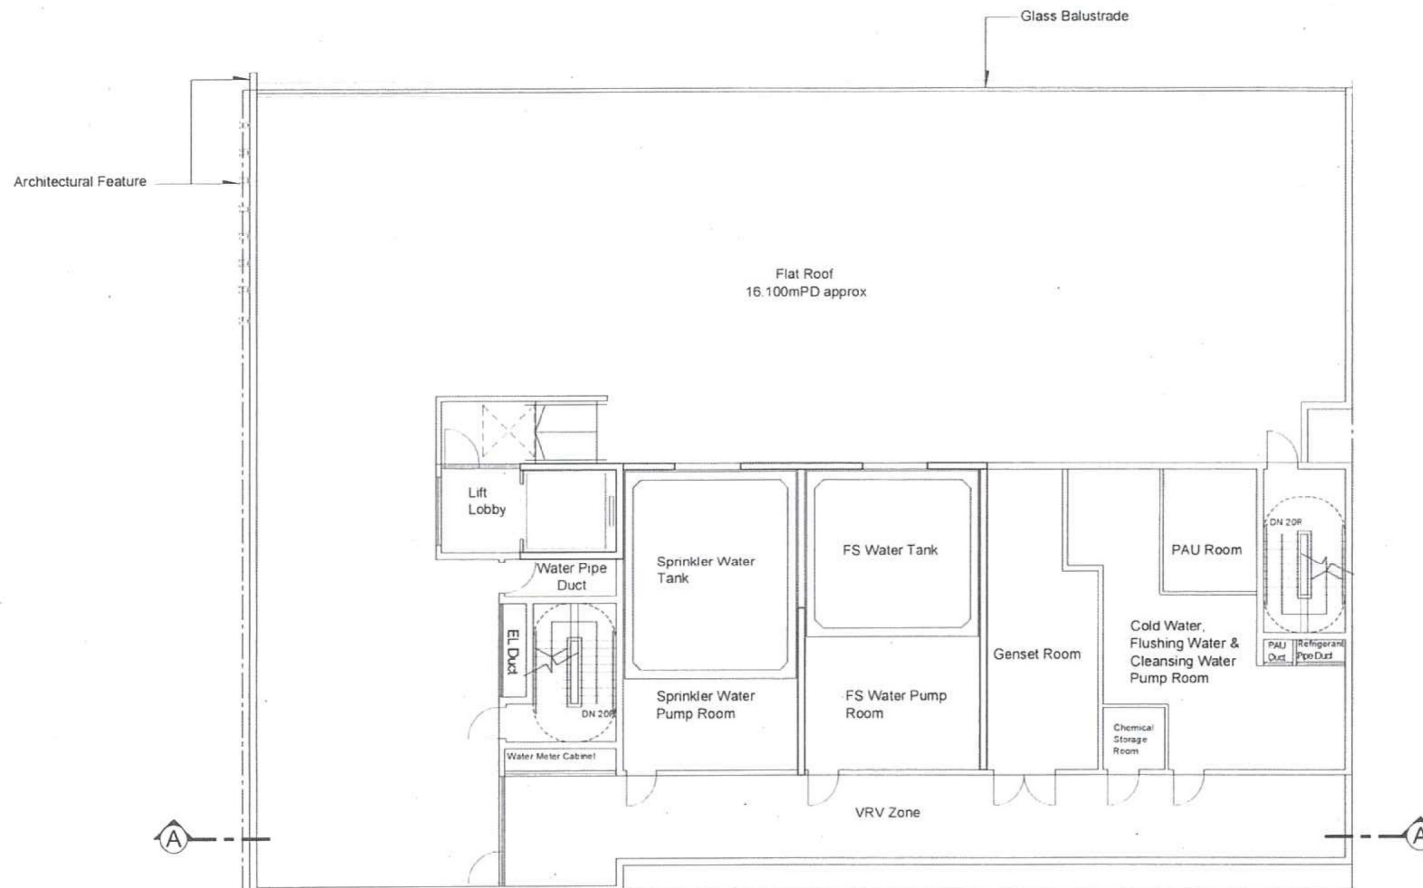 Glass Balustrade
Architectural Feature
Flat Roof
16.100mPD approx
Lift
Lobby
Water Pipe
Duct
EL Duct
DN 20R
Water Meter Cabinet
Sprinkler Water
Tank
Sprinkler Water
Pump Room
FS Water Tank
FS Water Pump
Room
Genset Room
PAU Room
Cold Water,
Flushing Water &
Cleansing Water
Pump Room
Chemical
Storage
Room
DN 20R
PAU
Duct
Refrigerant
Pipe Duct
VRV Zone
A
A